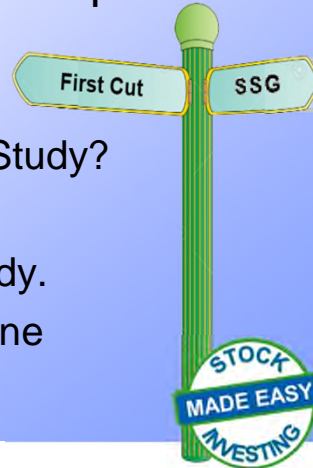 First Cut
SSG
Study?
dy.
ne
STOCK
MADE EASY
INVESTING